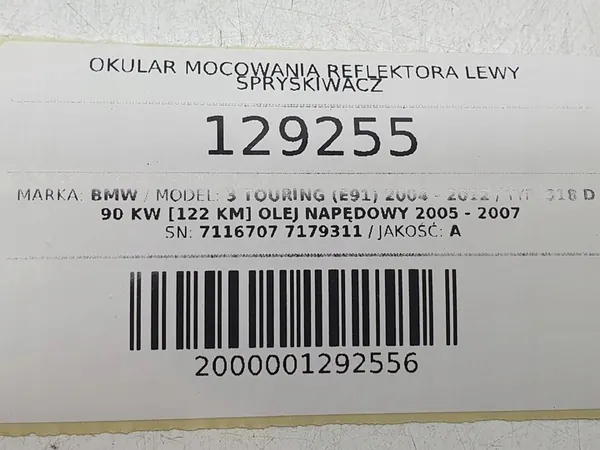 OKULAR MOCOWANIA REFLEKTORA LEWY
SPRYSKIWACZ
129255
MARKA: BMW / MODEL: 3 TOURING (E91) 2004 - 2012 / TYP: 318 D
90 KW [122 KM] OLEJ NAPĘDOWY 2005 - 2007
SN: 7116707 7179311 / JAKOŚĆ: A
2000001292556